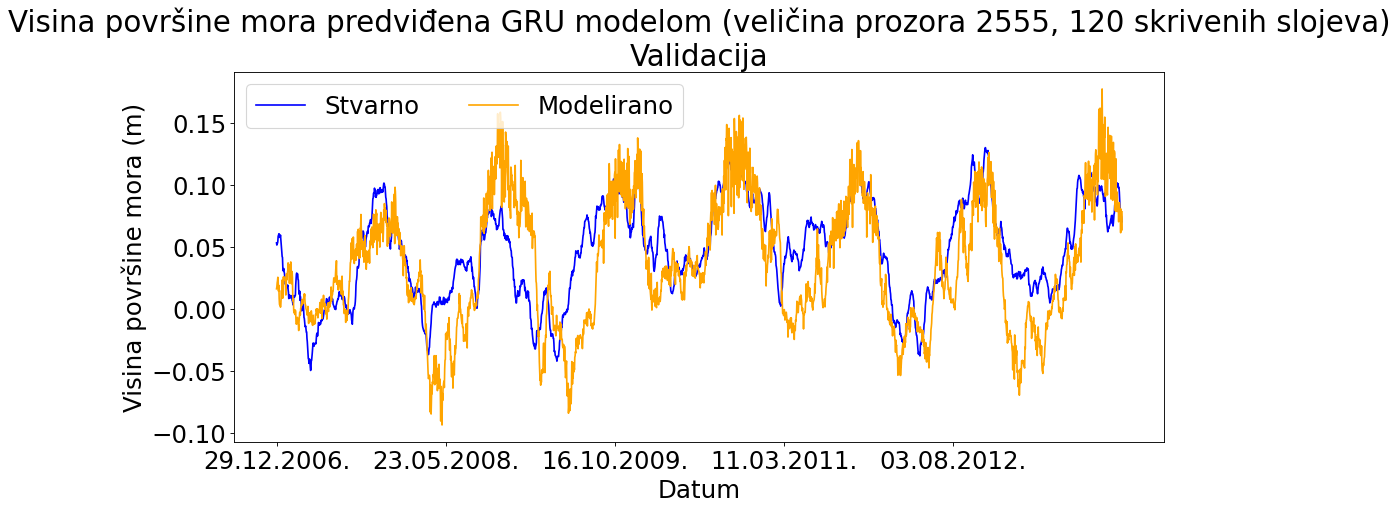 Visina površine mora predviđena GRU modelom (veličina prozora 2555, 120 skrivenih slojeva)
Validacija
Stvarno Modelirano
Visina površine mora (m)
0.15
0.10
0.05
0.00
−0.05
−0.10
29.12.2006. 23.05.2008. 16.10.2009. 11.03.2011. 03.08.2012.
Datum